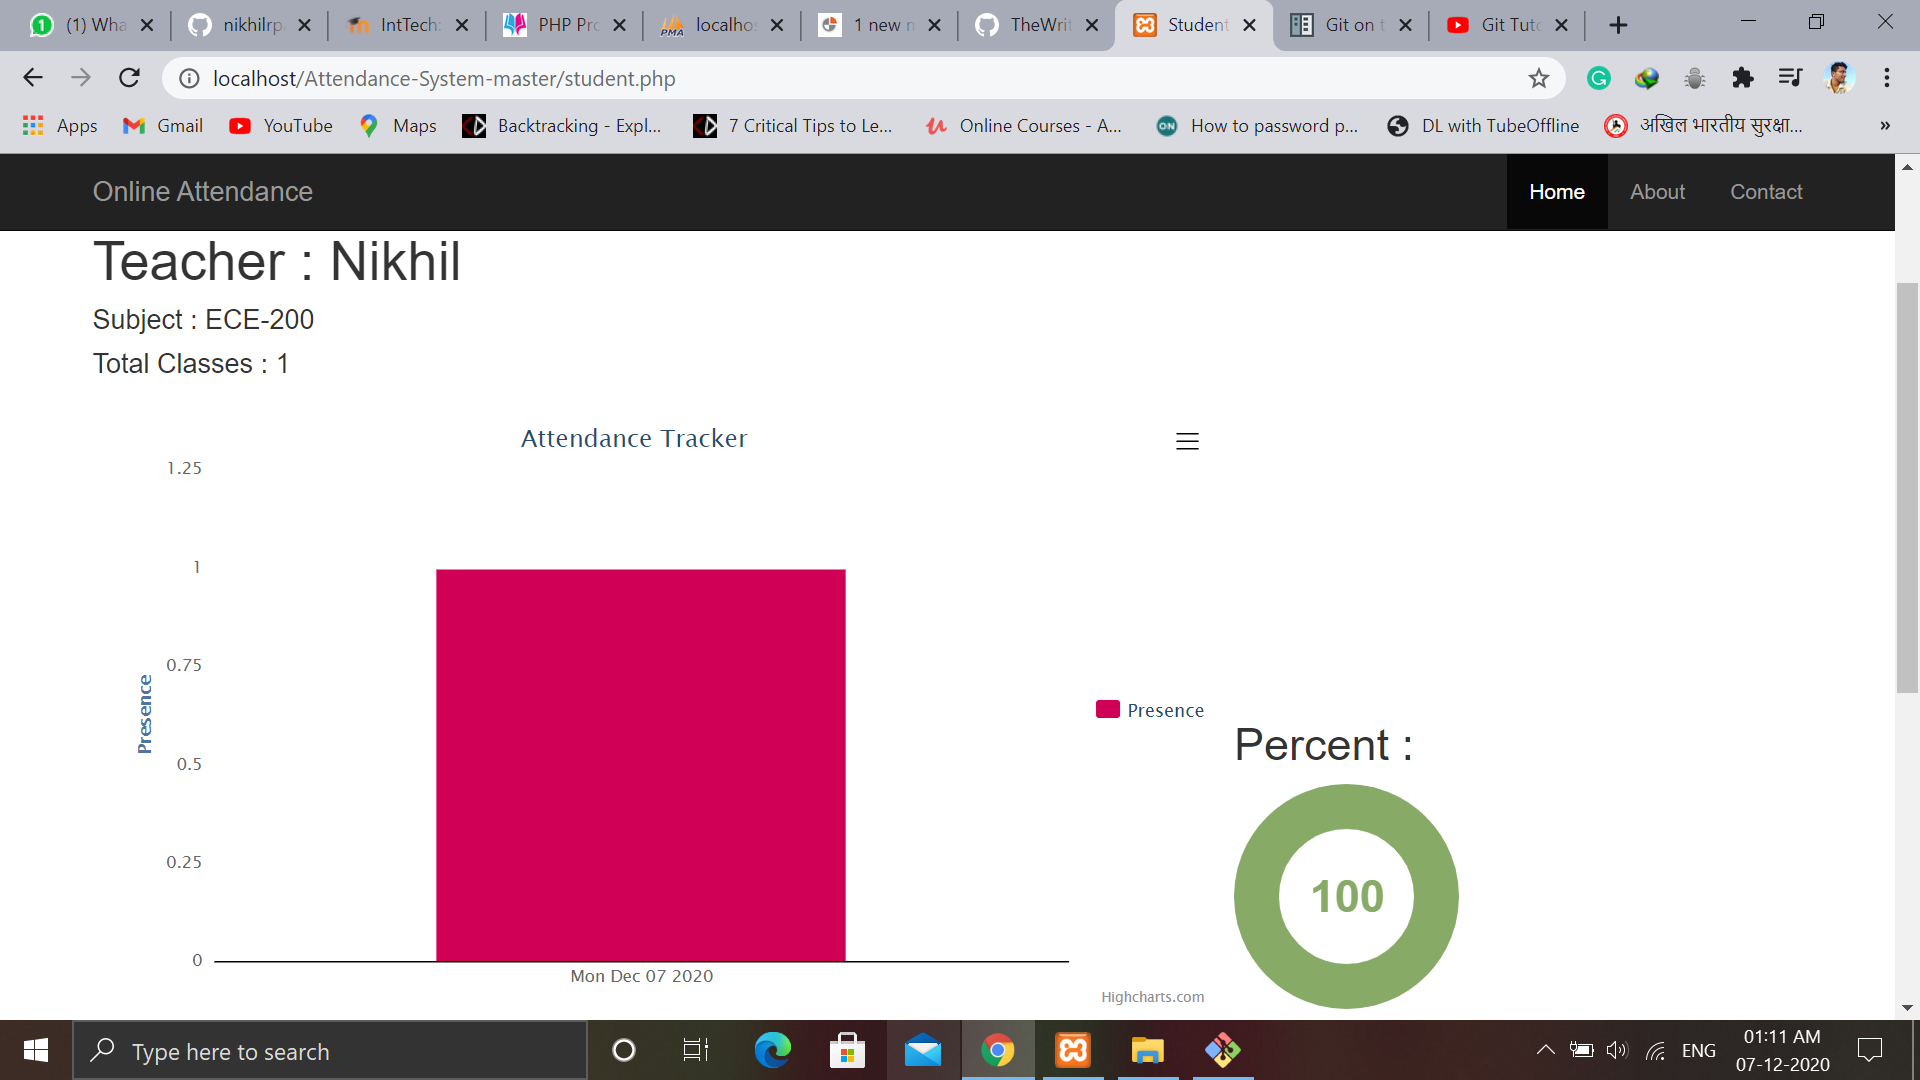 (1) Wha
nikhilrp
IntTech:
PHP Pro
localhos
1 new n
TheWrit
Student
Git on t
Git Tuto
localhost/Attendance-System-master/student.php
Apps
Gmail
YouTube
Maps
Backtracking - Expl...
7 Critical Tips to Le...
Online Courses - A...
How to password p...
DL with TubeOffline
अखिल भारतीय सुरक्षा...
»
Online Attendance
Home
About
Contact
Teacher : Nikhil
Subject : ECE-200
Total Classes : 1
Attendance Tracker
1.25
1
0.75
0.5
0.25
0
Presence
Mon Dec 07 2020
Presence
Highcharts.com
Percent :
100
Type here to search
ENG
01:11 AM
07-12-2020